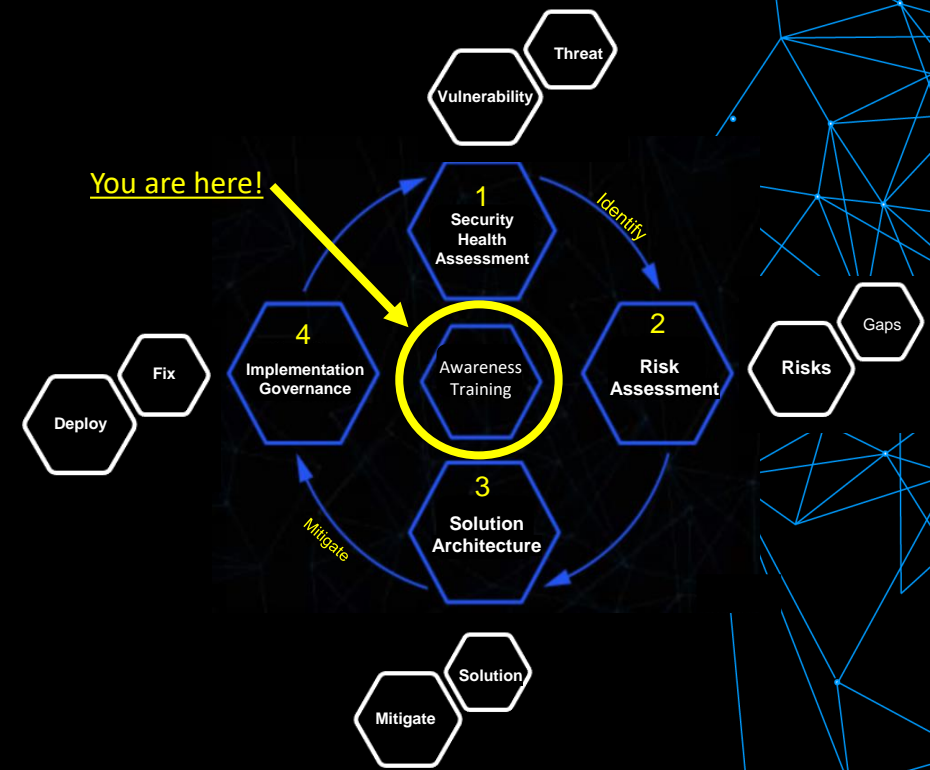 Threat
Vulnerability
You are here!
1
Security
Health
Assessment
Identify
2
Risk
Assessment
Risks
Gaps
4
Implementation
Governance
Awareness
Training
Fix
Deploy
3
Solution
Architecture
Mitigate
Solution
Mitigate